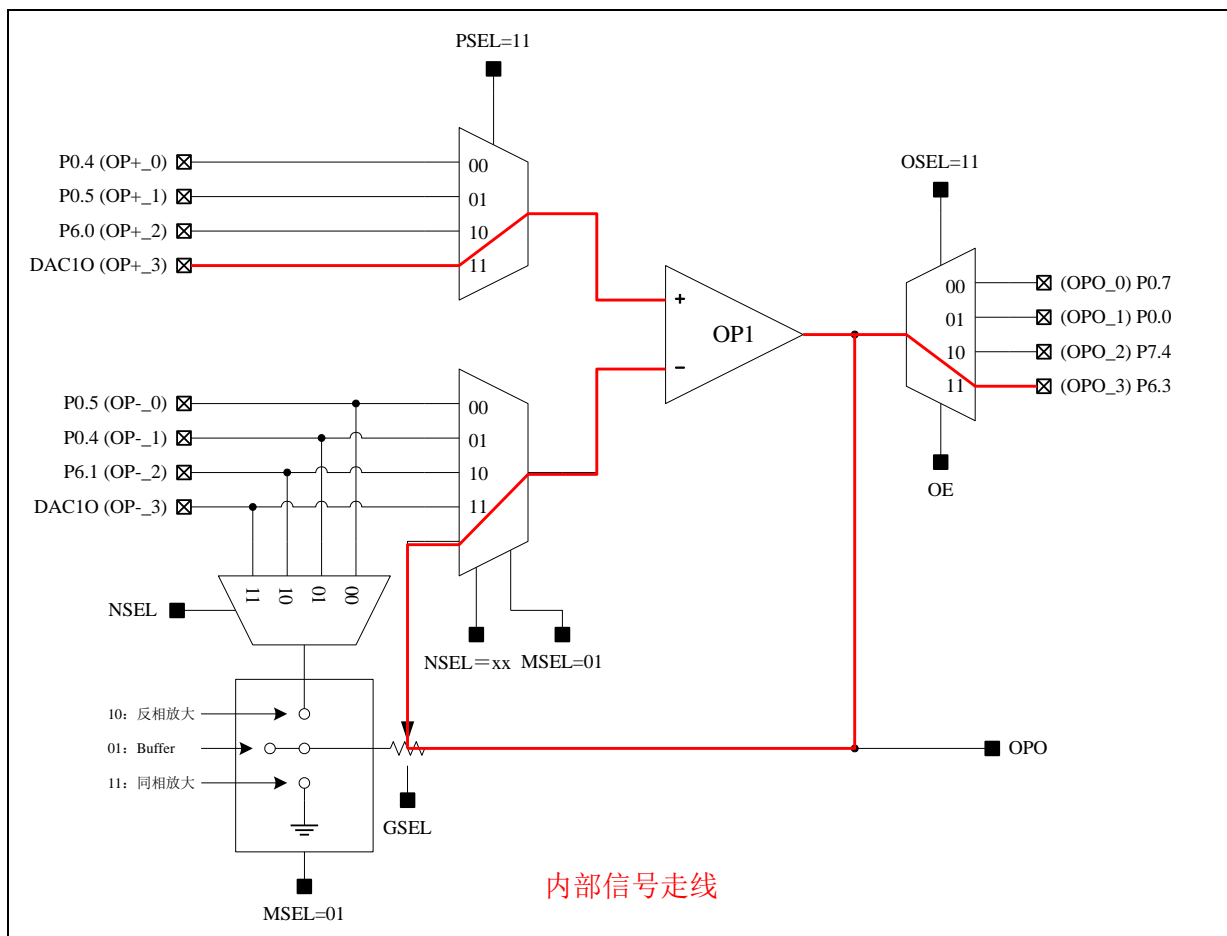 PSEL=11
P0.4 (OP+_0)
P0.5 (OP+_1)
P6.0 (OP+_2)
DAC1O (OP+_3)
00
01
10
11
OSEL=11
00
01
10
11
(OPO_0) P0.7
(OPO_1) P0.0
(OPO_2) P7.4
(OPO_3) P6.3
OE
+
OP1
−
P0.5 (OP-_0)
P0.4 (OP-_1)
P6.1 (OP-_2)
DAC1O (OP-_3)
00
01
10
11
11
10
01
00
NSEL
NSEL=xx
MSEL=01
10：反相放大
01：Buffer
11：同相放大
GSEL
OPO
MSEL=01
内部信号走线